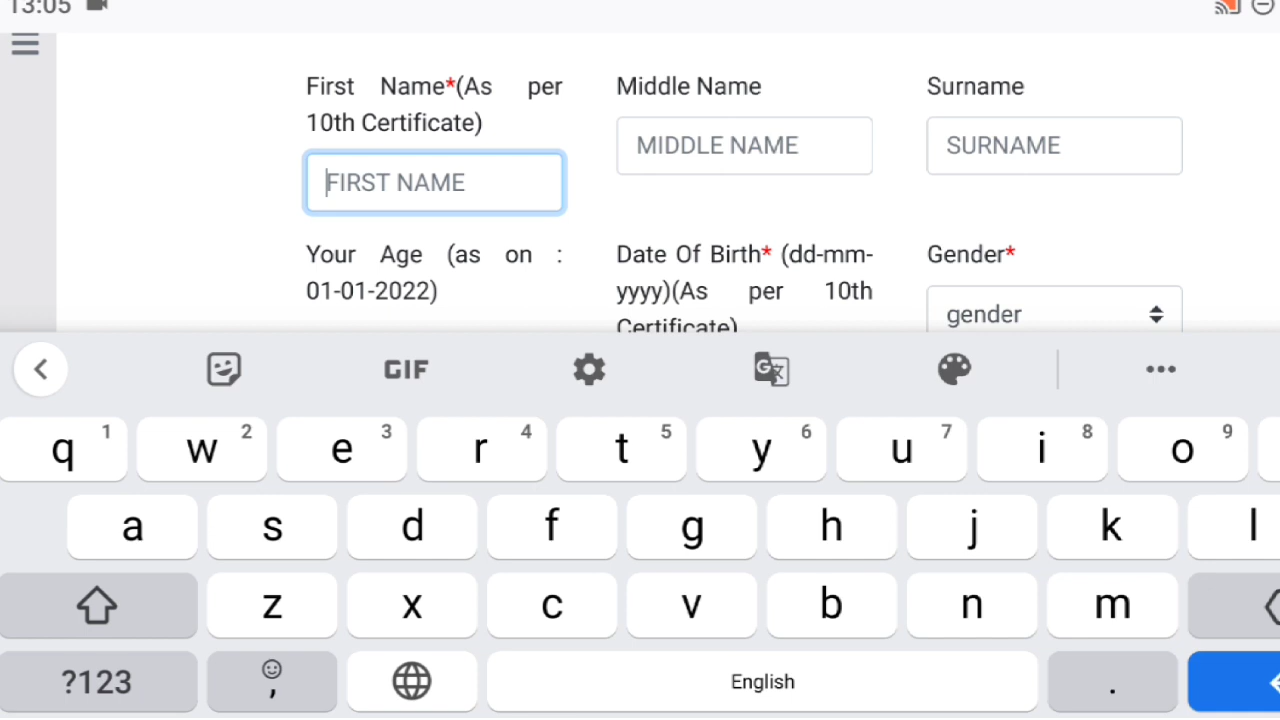 13:05
First Name*(As per
10th Certificate)
Middle Name
Surname
FIRST NAME
MIDDLE NAME
SURNAME
Your Age (as on :
01-01-2022)
Date Of Birth* (dd-mm-
yyyy)(As per 10th
Certificate)
Gender*
gender
GIF
q 1 w 2 e 3 r 4 t 5 y 6 u 7 i 8 o 9
a s d f g h j k l
z x c v b n m
?123 , English .